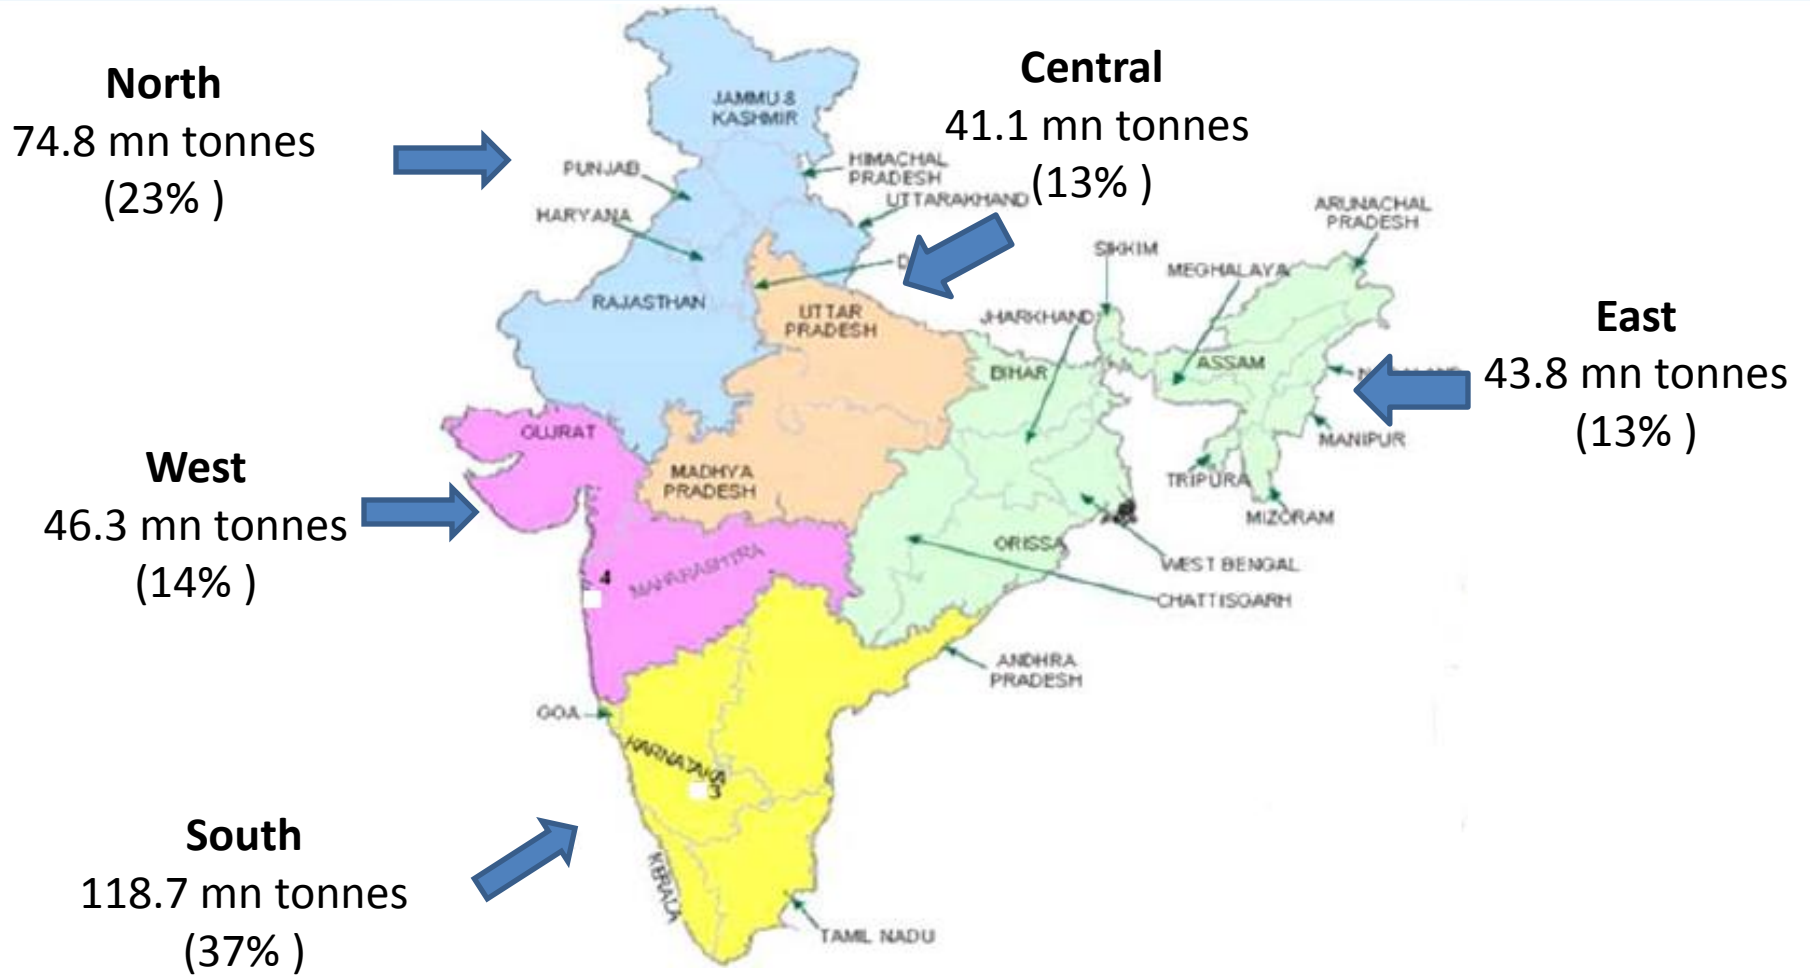 North
74.8 mn tonnes
(23% )
Central
41.1 mn tonnes
(13% )
East
43.8 mn tonnes
(13% )
West
46.3 mn tonnes
(14% )
South
118.7 mn tonnes
(37% )
JAMMU &
KASHMIR
PUNJAB
HIMACHAL
PRADESH
UTTARAKHAND
HARYANA
RAJASTHAN
UTTAR
PRADESH
SIKKIM
ARUNACHAL
PRADESH
MEGHALAYA
JHARKHAND
BIHAR
ASSAM
MANIPUR
TRIPURA
MIZORAM
GUJRAT
MADHYA
PRADESH
ORISSA
WEST BENGAL
CHATTISGARH
MAHARASHTRA
4
ANDHRA
PRADESH
GOA
KARNATAKA
3
KERALA
TAMIL NADU